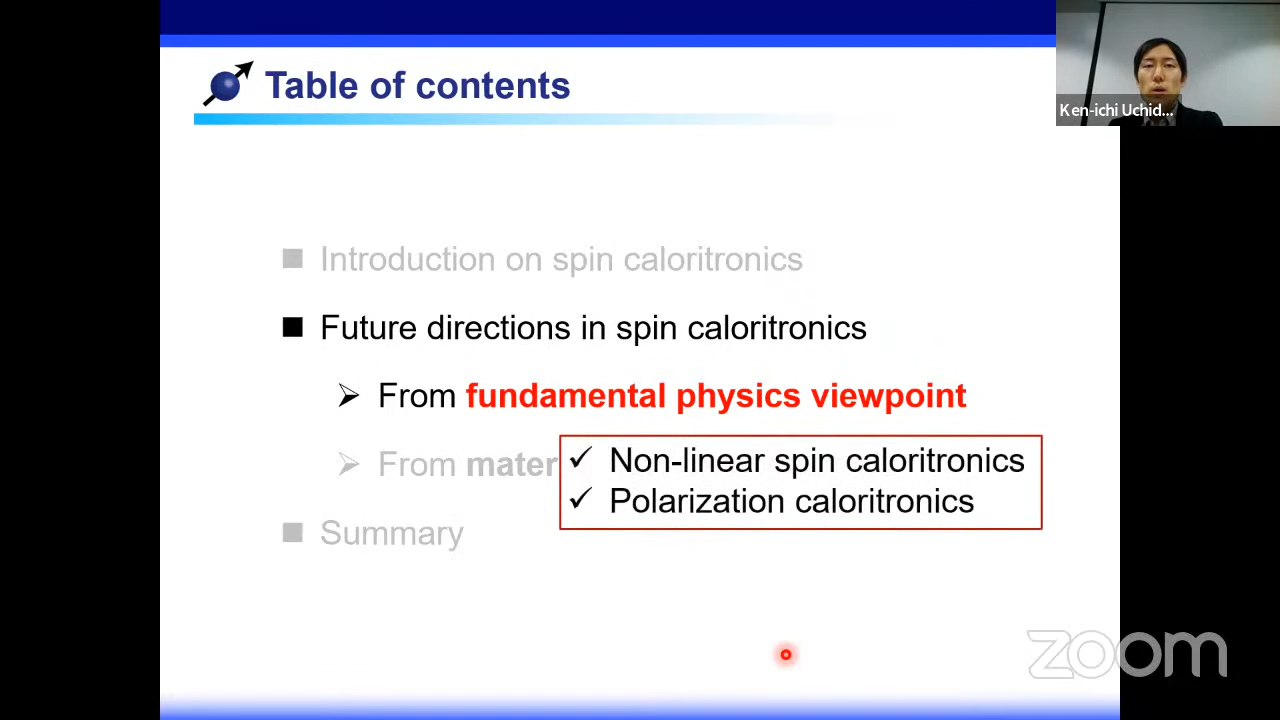 Table of contents
Ken-ichi Uchid...
Introduction on spin caloritronics
Future directions in spin caloritronics
From fundamental physics viewpoint
From mater
Non-linear spin caloritronics
Polarization caloritronics
Summary
zoom